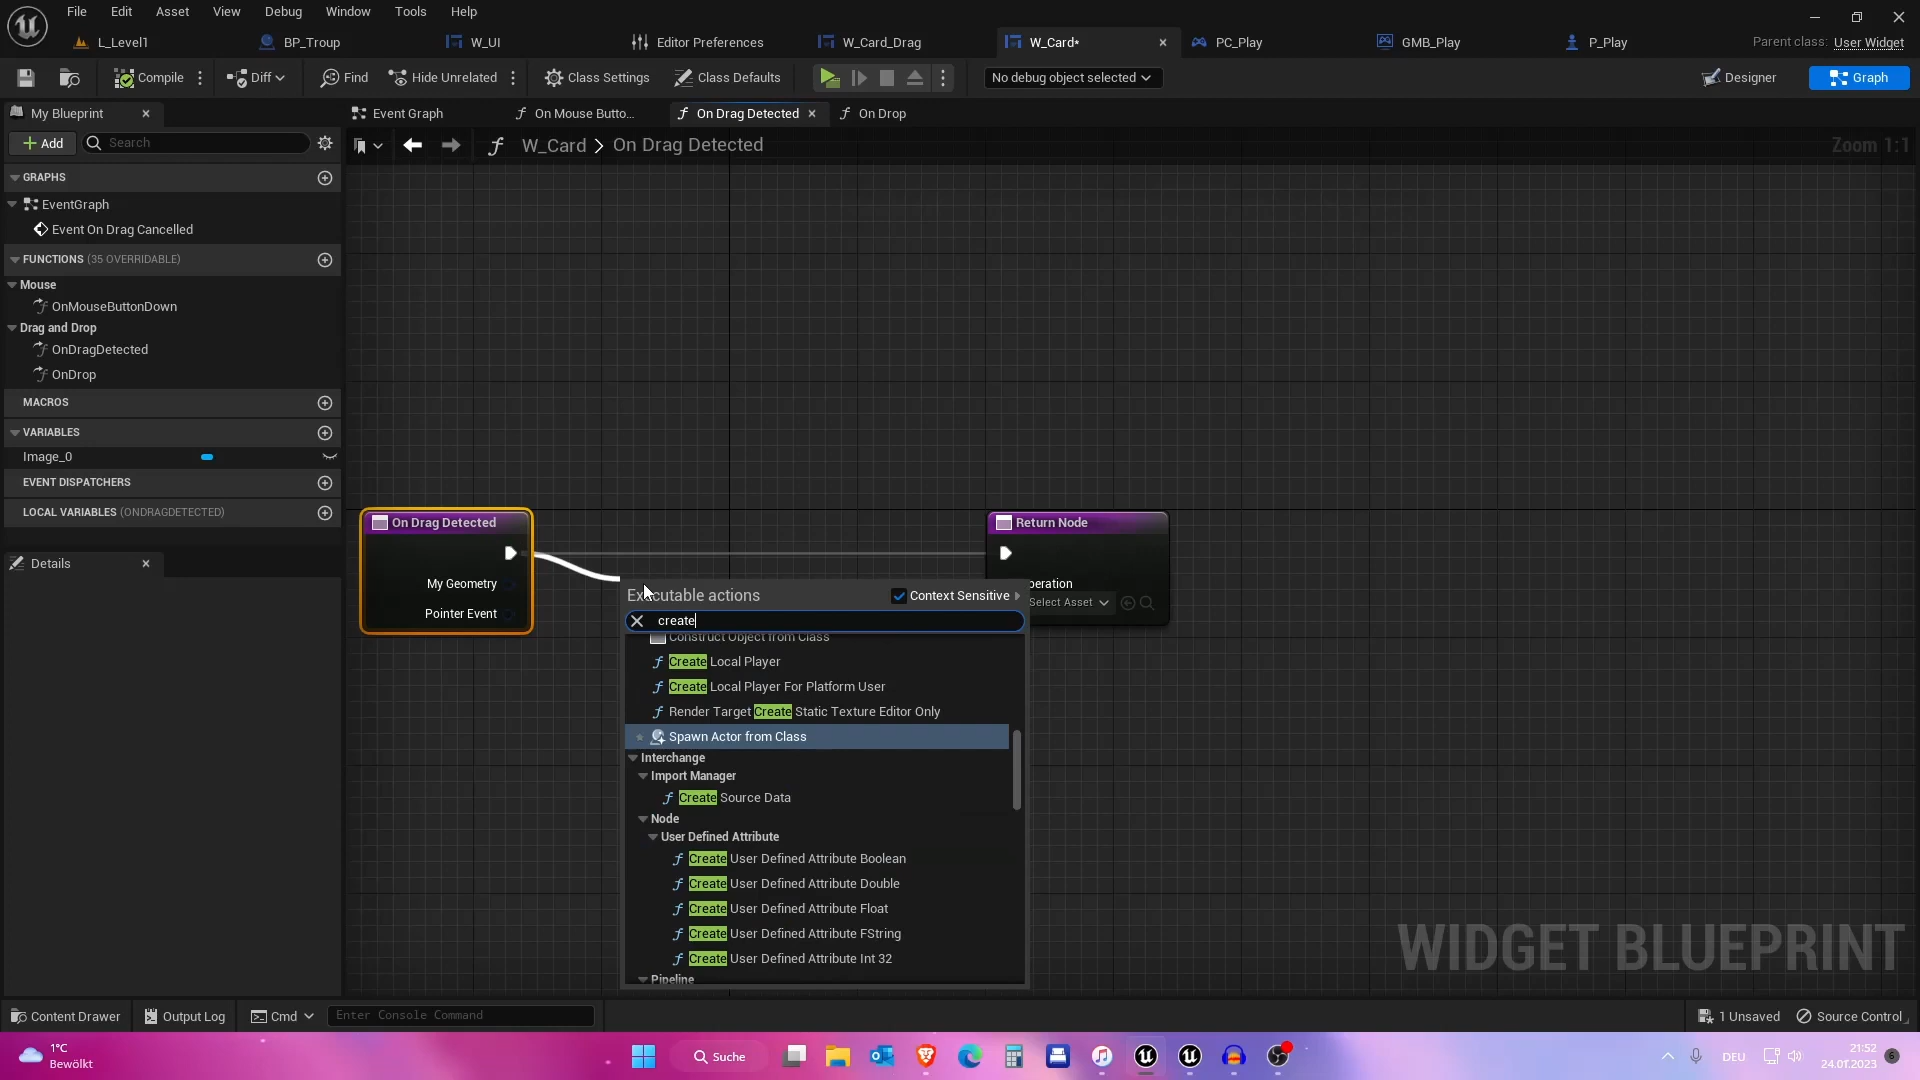 File Edit Asset View Debug Window Tools Help
L_Level1 BP_Troup W_UI Editor Preferences W_Card_Drag W_Card* PC_Play GMB_Play P_Play Parent class: User Widget
Compile Diff Find Hide Unrelated Class Settings Class Defaults No debug object selected Designer Graph
My Blueprint Event Graph On Mouse Butto... On Drag Detected On Drop
Add Search W_Card > On Drag Detected Zoom 1:1
GRAPHS
EventGraph
Event On Drag Cancelled
FUNCTIONS (35 OVERRIDABLE)
Mouse
OnMouseButtonDown
Drag and Drop
OnDragDetected
OnDrop
MACROS
VARIABLES
Image_0
EVENT DISPATCHERS
LOCAL VARIABLES (ONDRAGDETECTED)
Details
On Drag Detected
My Geometry
Pointer Event
Return Node
peration
Select Asset
Executable actions Context Sensitive
create
Construct Object from Class
Create Local Player
Create Local Player For Platform User
Render Target Create Static Texture Editor Only
Spawn Actor from Class
Interchange
Import Manager
Create Source Data
Node
User Defined Attribute
Create User Defined Attribute Boolean
Create User Defined Attribute Double
Create User Defined Attribute Float
Create User Defined Attribute FString
Create User Defined Attribute Int 32
Pipeline
WIDGET BLUEPRINT
Content Drawer Output Log Cmd Enter Console Command 1 Unsaved Source Control
1°C
Bewölkt
Suche
DEU
21:52
24.01.2023
6